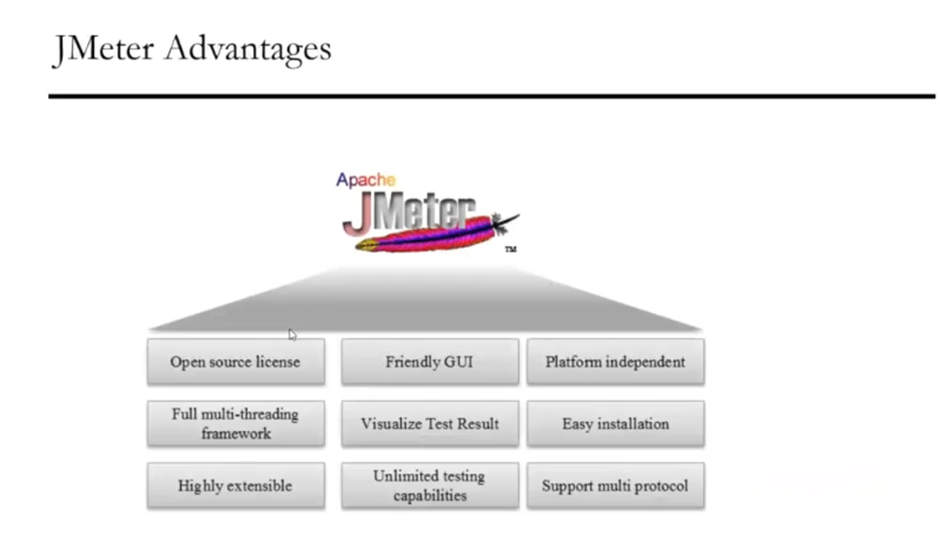 JMeter Advantages
Apache
JMeter
TM
Open source license
Friendly GUI
Platform independent
Full multi-threading
framework
Visualize Test Result
Easy installation
Highly extensible
Unlimited testing
capabilities
Support multi protocol